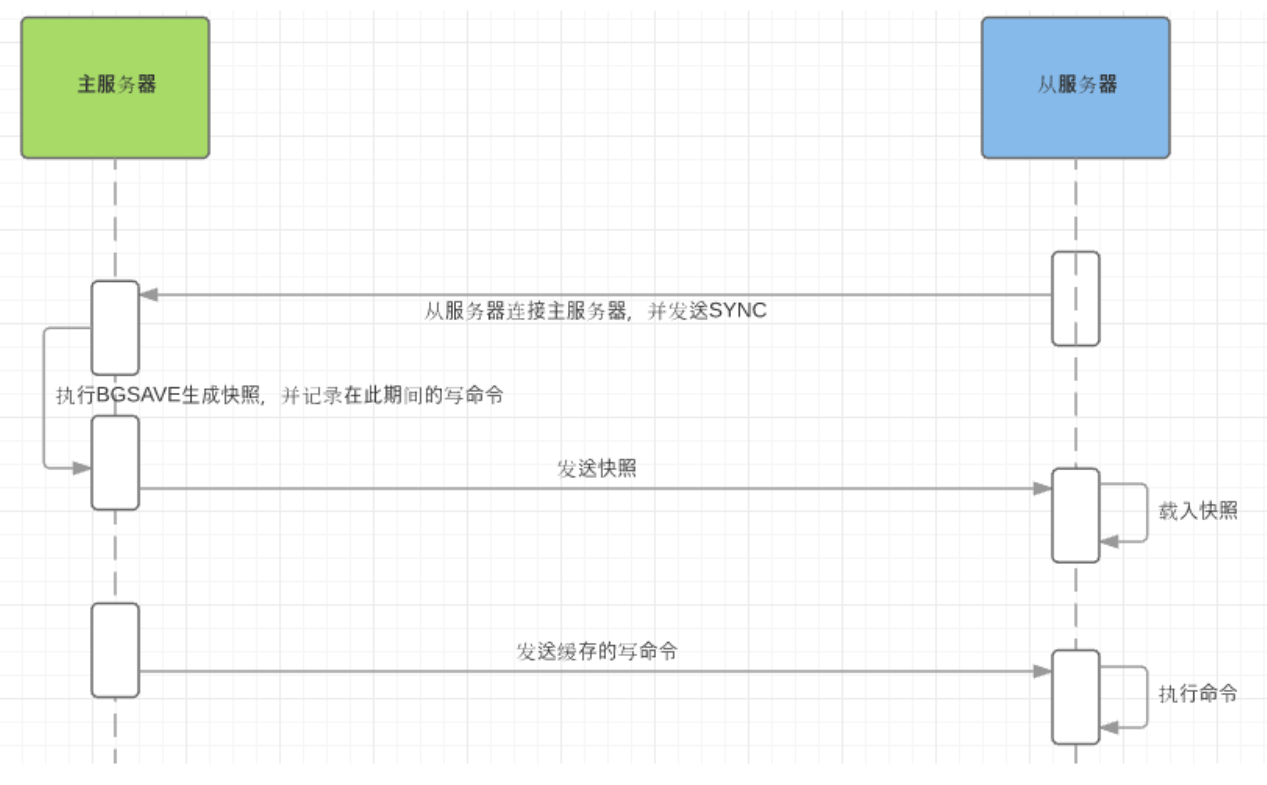 主服务器
从服务器
从服务器连接主服务器，并发送SYNC
执行BGSAVE生成快照，并记录在此期间的写命令
发送快照
载入快照
发送缓存的写命令
执行命令